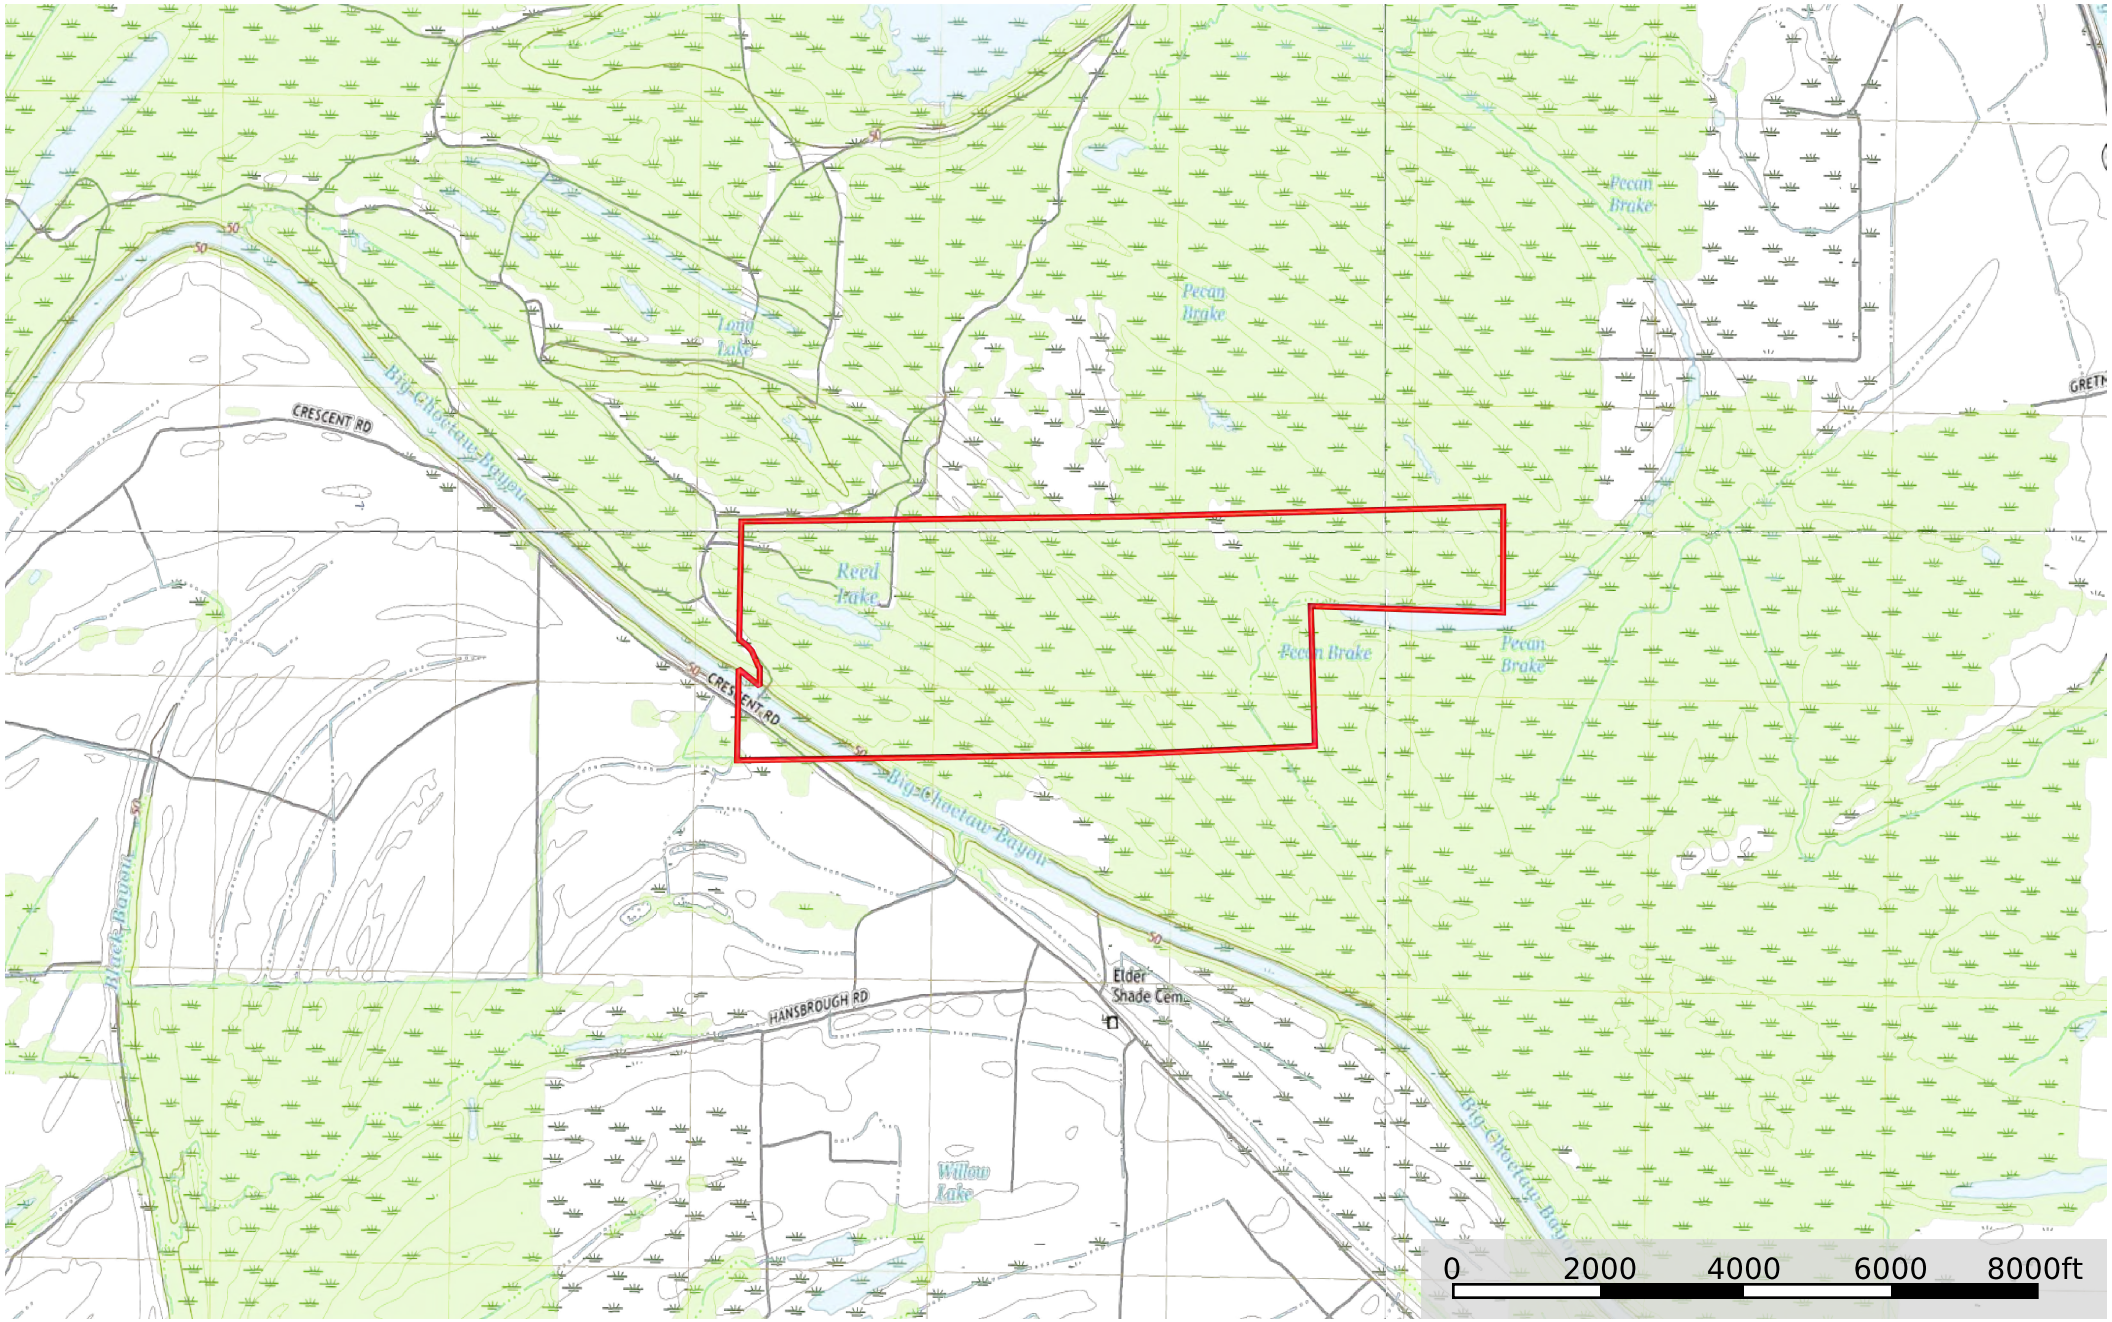 50
Pecan
Brake
50
50
Pecan
Brake
Long
Lake
Big Choctaw Bayou
CRESCENT RD
Reed
Lake
Pecan Brake
Pecan
Brake
50
CRESCENT RD
50
Big Choctaw Bayou
50
Black Bayou
50
Elder
Shade Cem.
HANSBROUGH RD
Big Choctaw Bayou
Willow
Lake
0 2000 4000 6000 8000ft